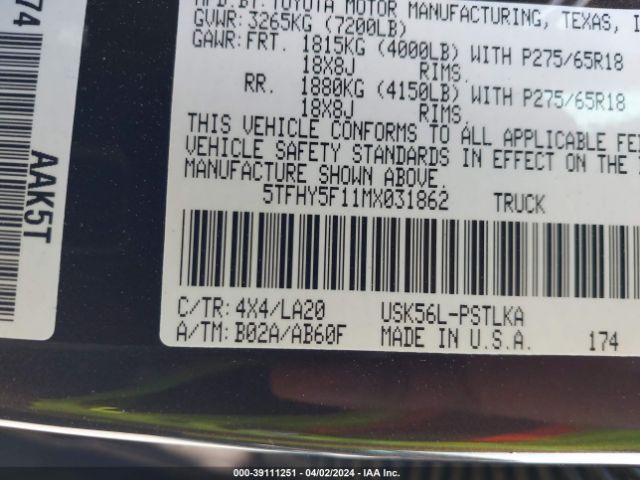 MFD.BY: TOYOTA MOTOR MANUFACTURING, TEXAS, I
GVWR: 3265KG (7200LB)
GAWR: FRT. 1815KG (4000LB) WITH P275/65R18
18X8J RIMS.
RR. 1880KG (4150LB) WITH P275/65R18
18X8J RIMS.
THIS VEHICLE CONFORMS TO ALL APPLICABLE FE
VEHICLE SAFETY STANDARDS IN EFFECT ON THE
MANUFACTURE SHOWN ABOVE.
5TFHY5F11MX031862 TRUCK
C/TR: 4X4/LA20 USK56L-PSTLKA
A/TM: B02A/AB60F MADE IN U.S.A. 174
74
AAK5T
000-39111251 | 04/02/2024 | IAA Inc.